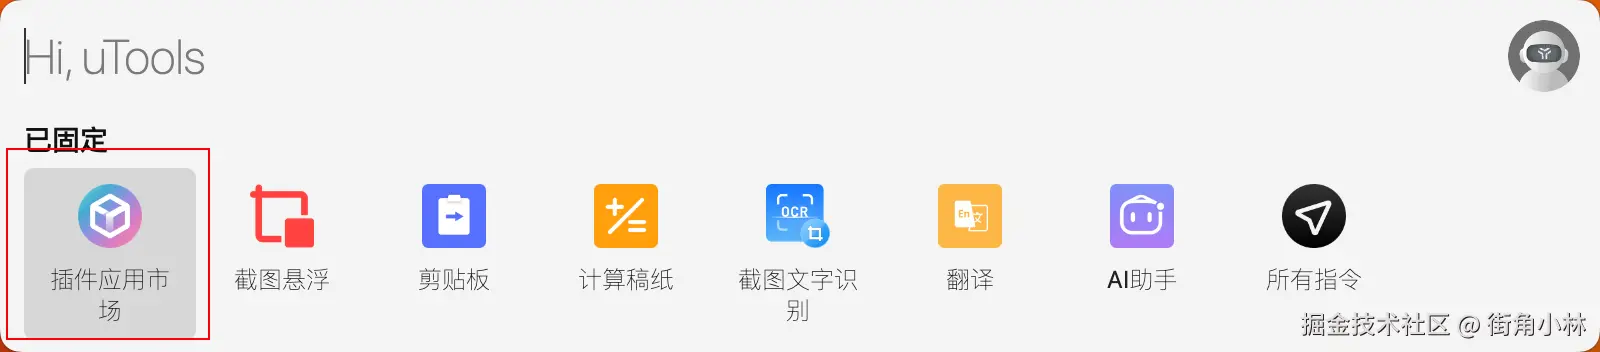 Hi, uTools
已固定
插件应用市
场
截图悬浮
剪贴板
计算稿纸
OCR
截图文字识
别
En 文
翻译
AI助手
所有指令
掘金技术社区 @ 街角小林